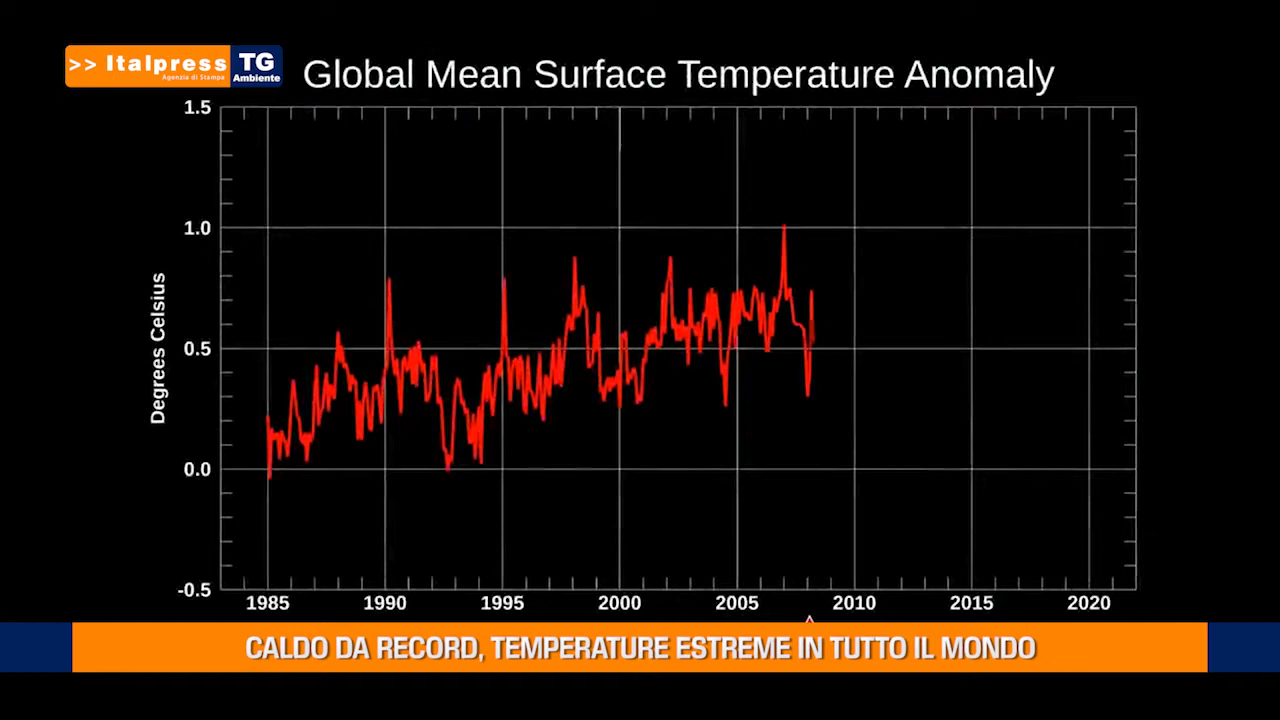 >> Italpress
Agenzia di Stampa
TG
Ambiente
Global Mean Surface Temperature Anomaly
1.5
1.0
0.5
0.0
-0.5
Degrees Celsius
1985 1990 1995 2000 2005 2010 2015 2020
CALDO DA RECORD, TEMPERATURE ESTREME IN TUTTO IL MONDO